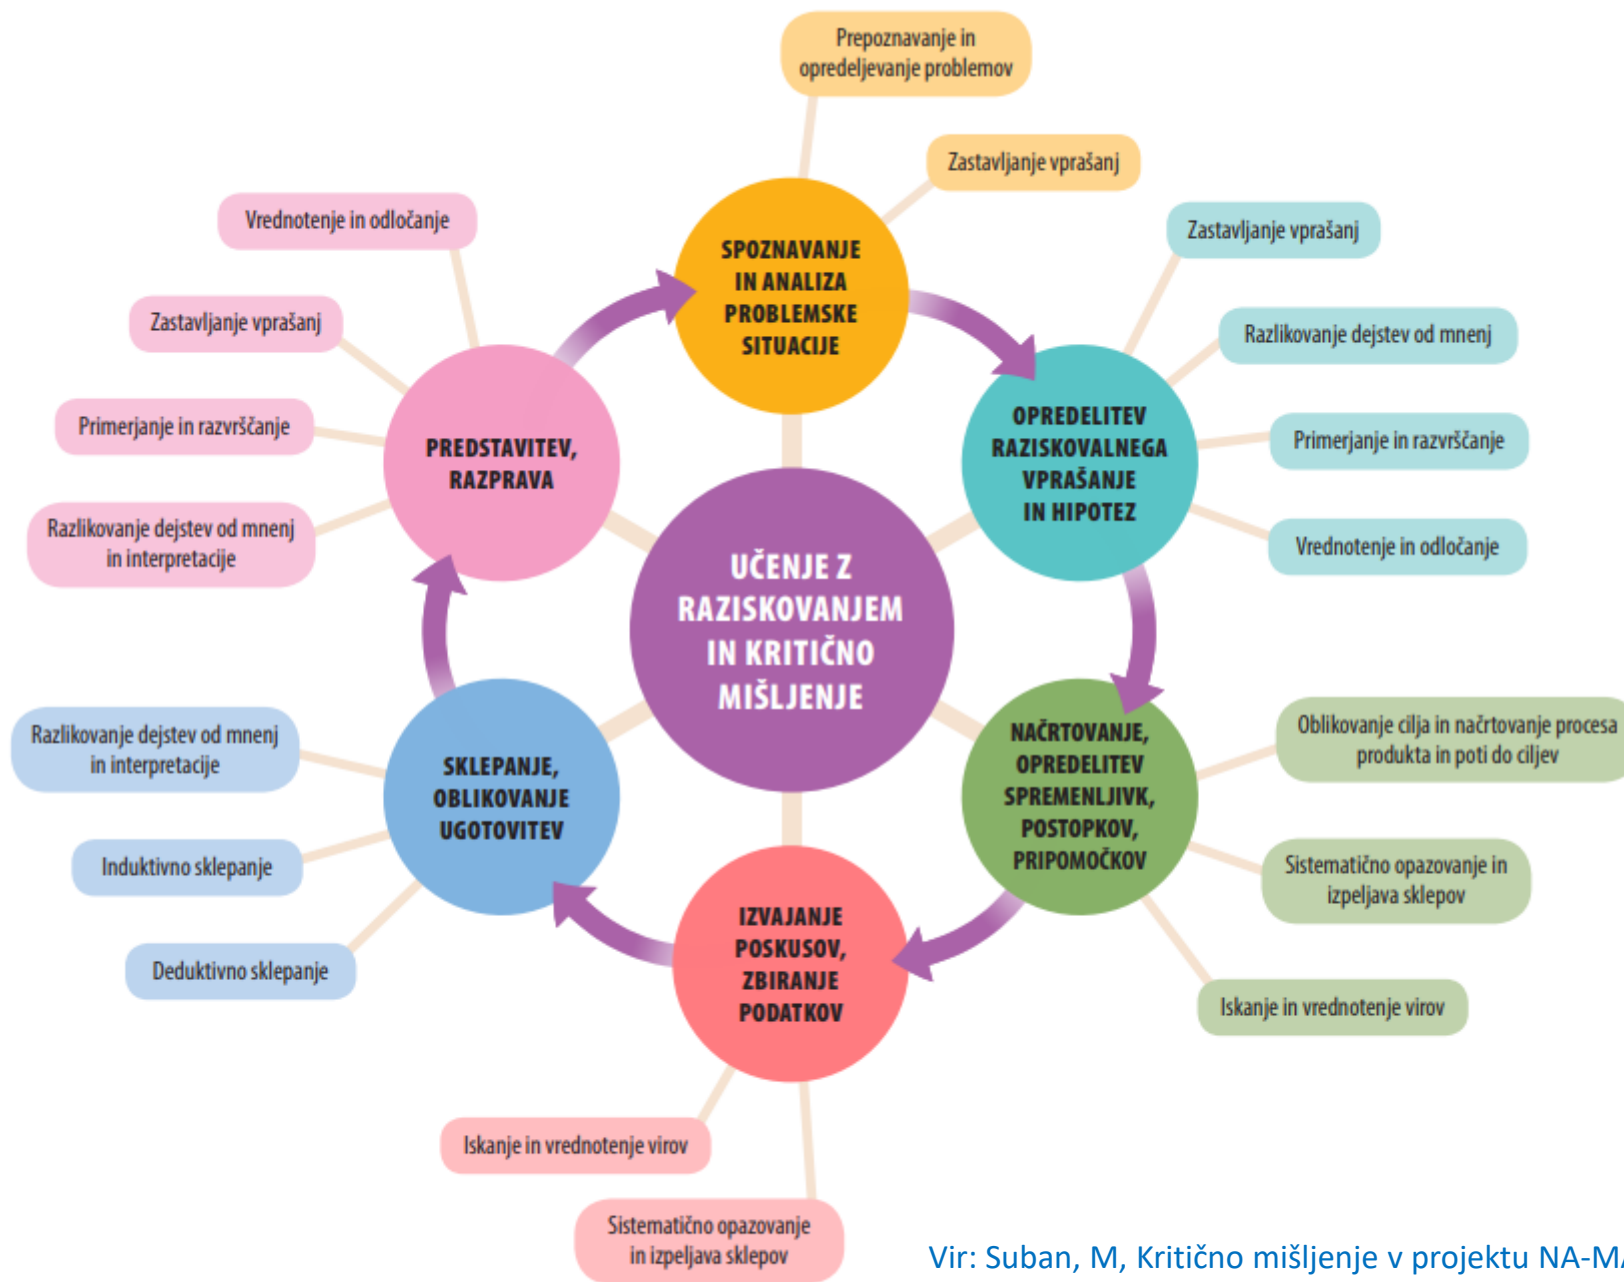 Prepoznavanje in
opredeljevanje problemov
Zastavljanje vprašanj
SPOZNAVANJE
IN ANALIZA
PROBLEMSKE
SITUACIJE
Zastavljanje vprašanj
Razlikovanje dejstev od mnenj
Primerjanje in razvrščanje
Vrednotenje in odločanje
OPREDELITEV
RAZISKOVALNEGA
VPRAŠANJE
IN HIPOTEZ
Oblikovanje cilja in načrtovanje procesa
produkta in poti do ciljev
Sistematično opazovanje in
izpeljava sklepov
Iskanje in vrednotenje virov
NAČRTOVANJE,
OPREDELITEV
SPREMENLJIVK,
POSTOPKOV,
PRIPOMOČKOV
IZVAJANJE
POSKUSOV,
ZBIRANJE
PODATKOV
Iskanje in vrednotenje virov
Sistematično opazovanje
in izpeljava sklepov
SKLEPANJE,
OBLIKOVANJE
UGOTOVITEV
Razlikovanje dejstev od mnenj
in interpretacije
Induktivno sklepanje
Deduktivno sklepanje
PREDSTAVITEV,
RAZPRAVA
Vrednotenje in odločanje
Zastavljanje vprašanj
Primerjanje in razvrščanje
Razlikovanje dejstev od mnenj
in interpretacije
UČENJE Z
RAZISKOVANJEM
IN KRITIČNO
MIŠLJENJE
Vir: Suban, M, Kritično mišljenje v projektu